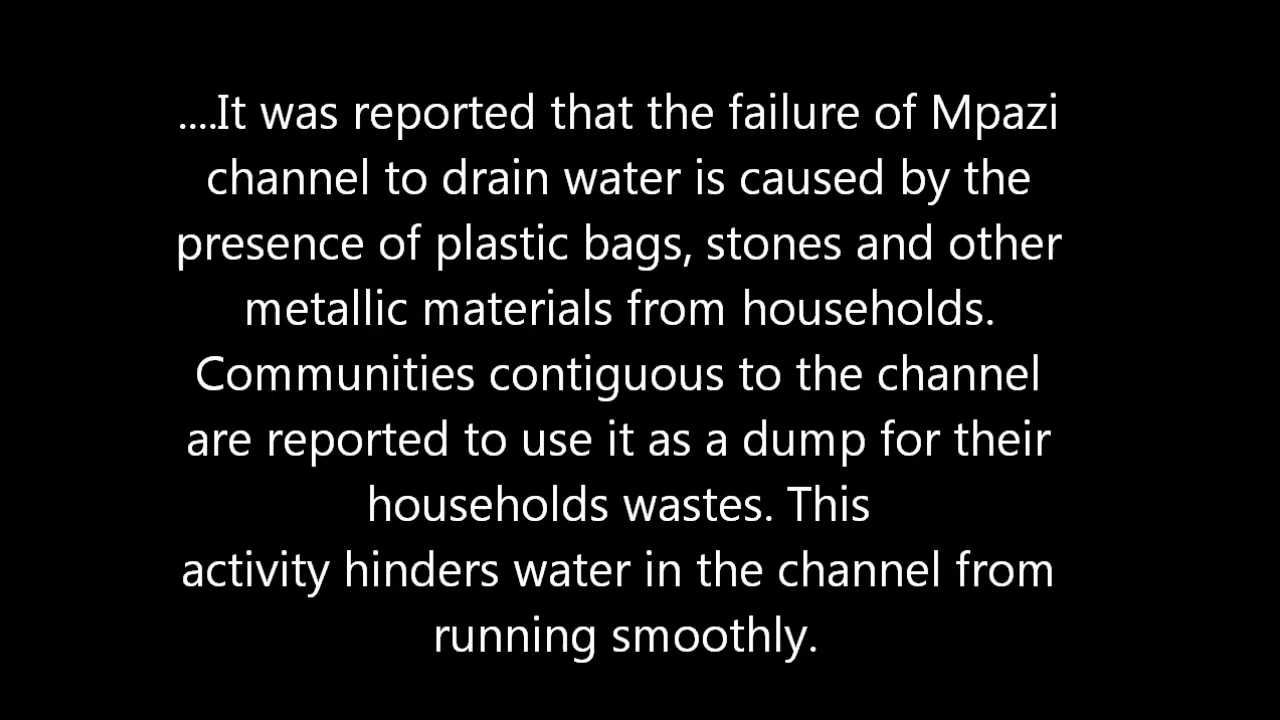 ....It was reported that the failure of Mpazi
channel to drain water is caused by the
presence of plastic bags, stones and other
metallic materials from households.
Communities contiguous to the channel
are reported to use it as a dump for their
households wastes. This
activity hinders water in the channel from
running smoothly.